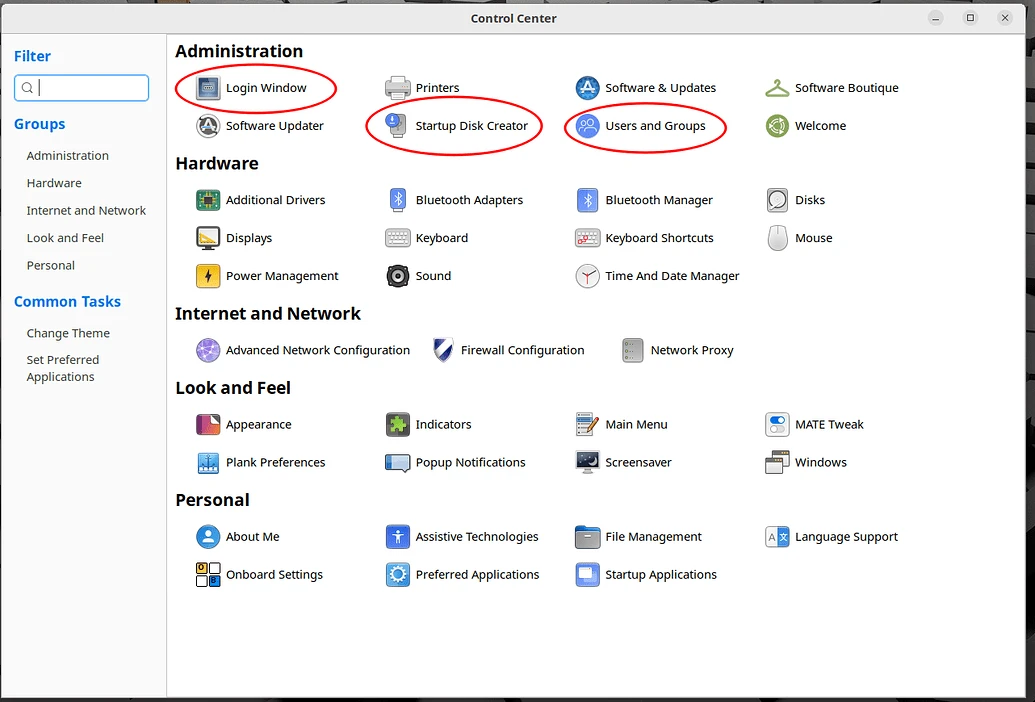 Control Center
Filter
Groups
Administration
Hardware
Internet and Network
Look and Feel
Personal
Common Tasks
Change Theme
Set Preferred
Applications
Administration
Login Window
Printers
Software & Updates
Software Boutique
Software Updater
Startup Disk Creator
Users and Groups
Welcome
Hardware
Additional Drivers
Bluetooth Adapters
Bluetooth Manager
Disks
Displays
Keyboard
Keyboard Shortcuts
Mouse
Power Management
Sound
Time And Date Manager
Internet and Network
Advanced Network Configuration
Firewall Configuration
Network Proxy
Look and Feel
Appearance
Indicators
Main Menu
MATE Tweak
Plank Preferences
Popup Notifications
Screensaver
Windows
Personal
About Me
Assistive Technologies
File Management
Language Support
Onboard Settings
Preferred Applications
Startup Applications